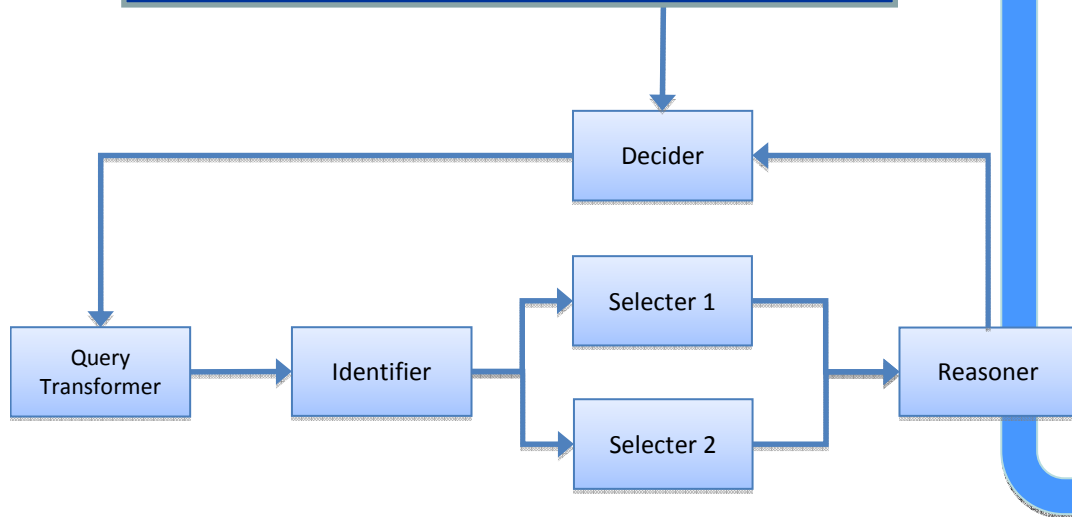 Decider
Selecter 1
Query
Transformer
Identifier
Reasoner
Selecter 2